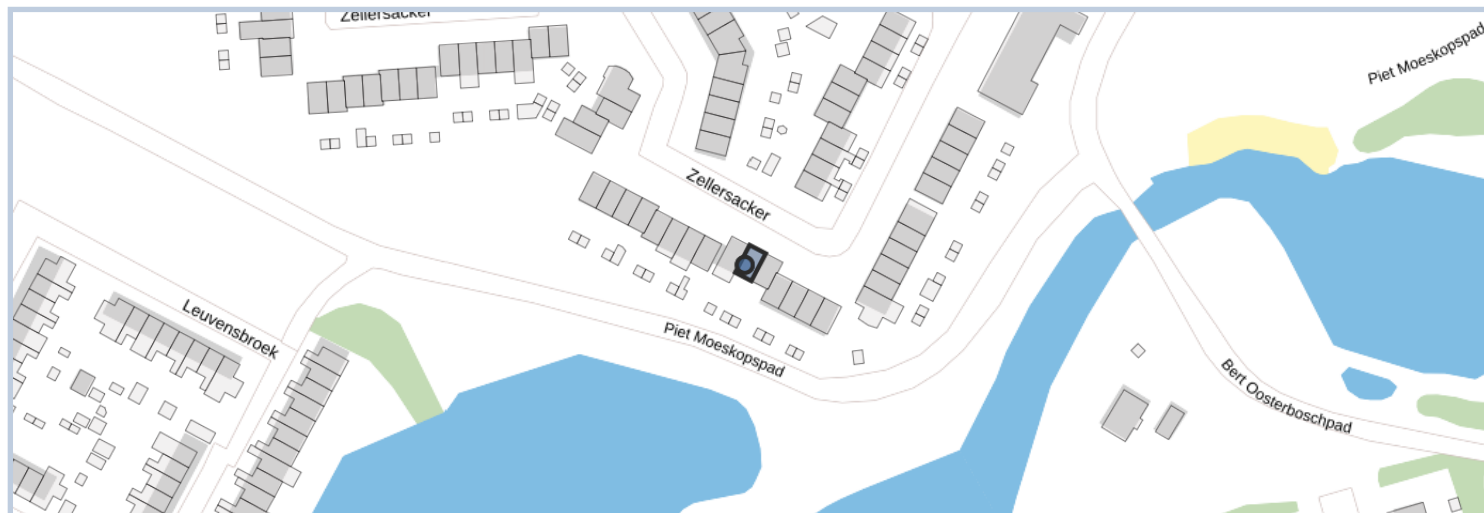 Zellersacker
Piet Moeskopspad
Zellersacker
Leuvensbroek
Piet Moeskopspad
Bert Oosterboschpad